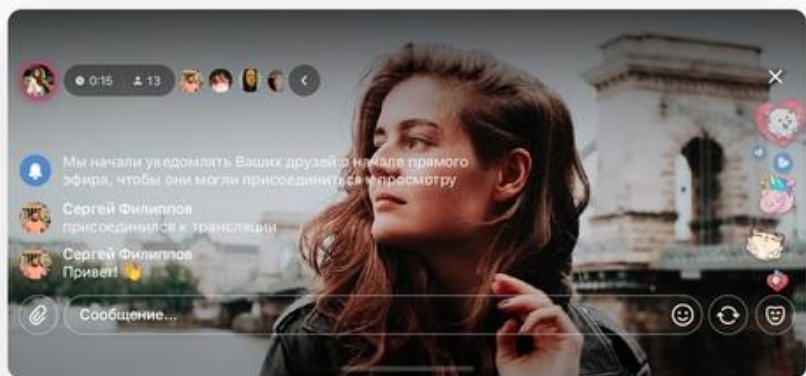 0:15 13
Мы начали уведомлять Ваших друзей о начале прямого
эфира, чтобы они могли присоединиться к просмотру
Сергей Филиппов
присоединился к трансляции
Сергей Филиппов
Привет! 👋
Сообщение...